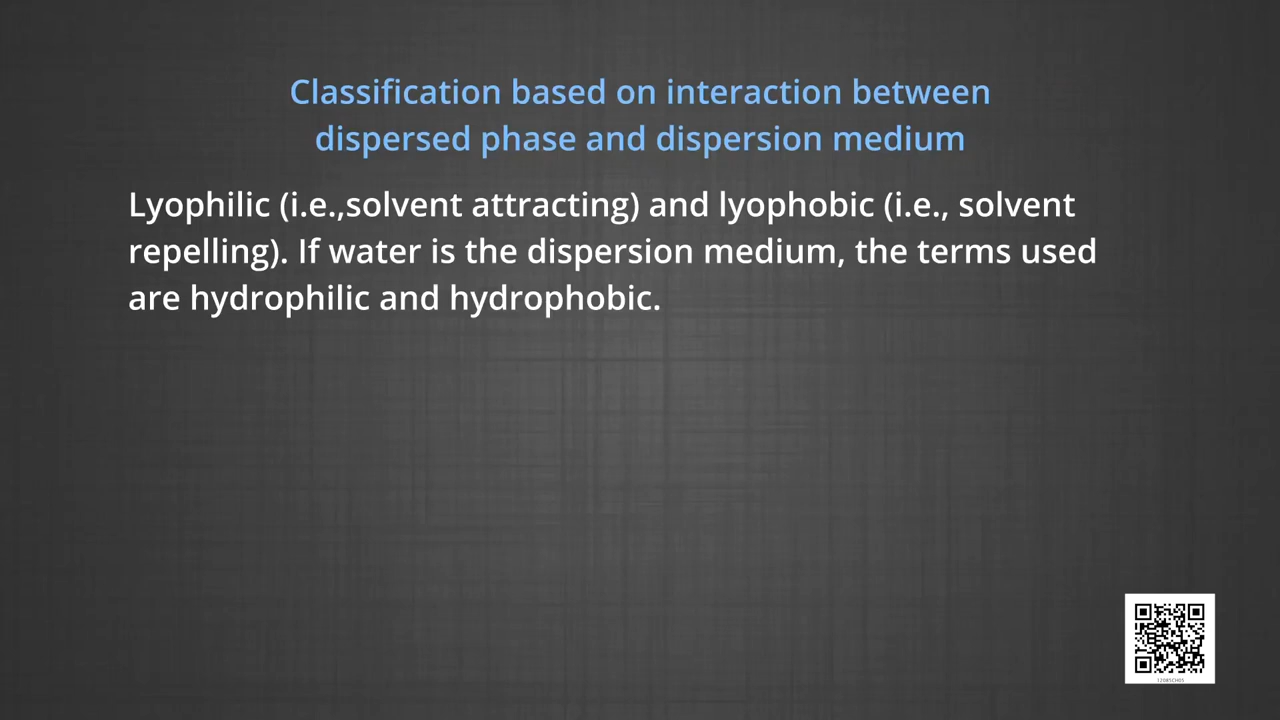 Classification based on interaction between
dispersed phase and dispersion medium
Lyophilic (i.e.,solvent attracting) and lyophobic (i.e., solvent
repelling). If water is the dispersion medium, the terms used
are hydrophilic and hydrophobic.